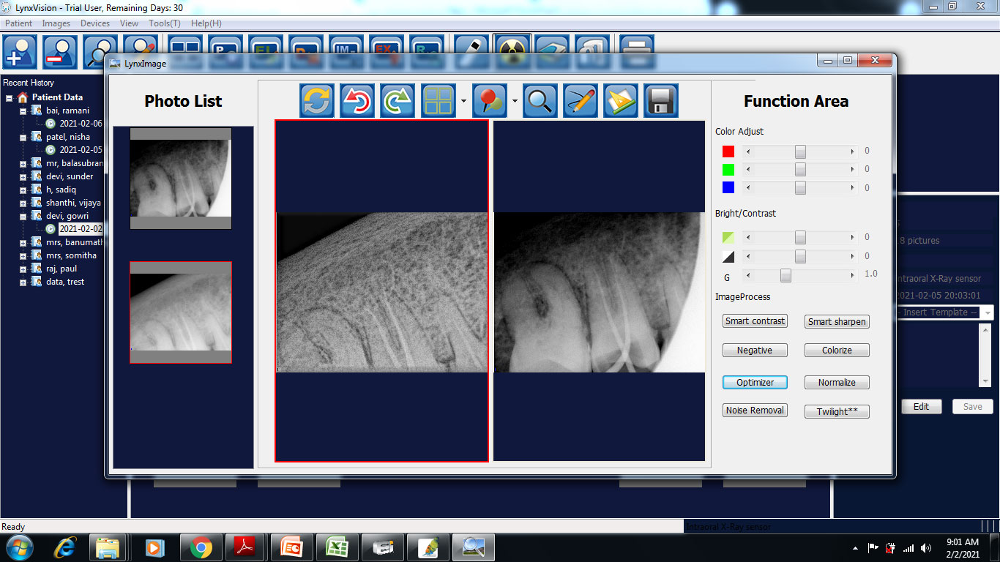 LynxVision - Trial User, Remaining Days: 30
Patient Images Devices View Tools(T) Help(H)
LynxImage
Recent History
Patient Data
bai, ramani
2021-02-06
patel, nisha
2021-02-05
mr, balasubran
devi, sunder
h, sadiq
shanthi, vijaya
devi, gowri
2021-02-02
mrs, banumath
mrs, somitha
raj, paul
data, trest
Photo List
Function Area
Color Adjust
0
0
0
Bright/Contrast
0
0
G 1.0
ImageProcess
Smart contrast Smart sharpen
Negative Colorize
Optimizer Normalize
Noise Removal Twilight**
8 pictures
Intraoral X-Ray sensor
2021-02-05 20:03:01
- Insert Template --
Edit Save
Ready
Intraoral X-Ray sensor
9:01 AM
2/2/2021